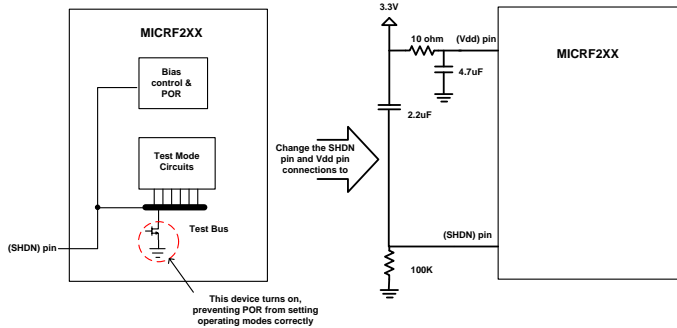 MICRF2XX
Bias
control &
POR
Test Mode
Circuits
Test Bus
(SHDN) pin
This device turns on,
preventing POR from setting
operating modes correctly
Change the SHDN
pin and Vdd pin
connections to
3.3V
10 ohm
(Vdd) pin
4.7uF
2.2uF
(SHDN) pin
100K
MICRF2XX